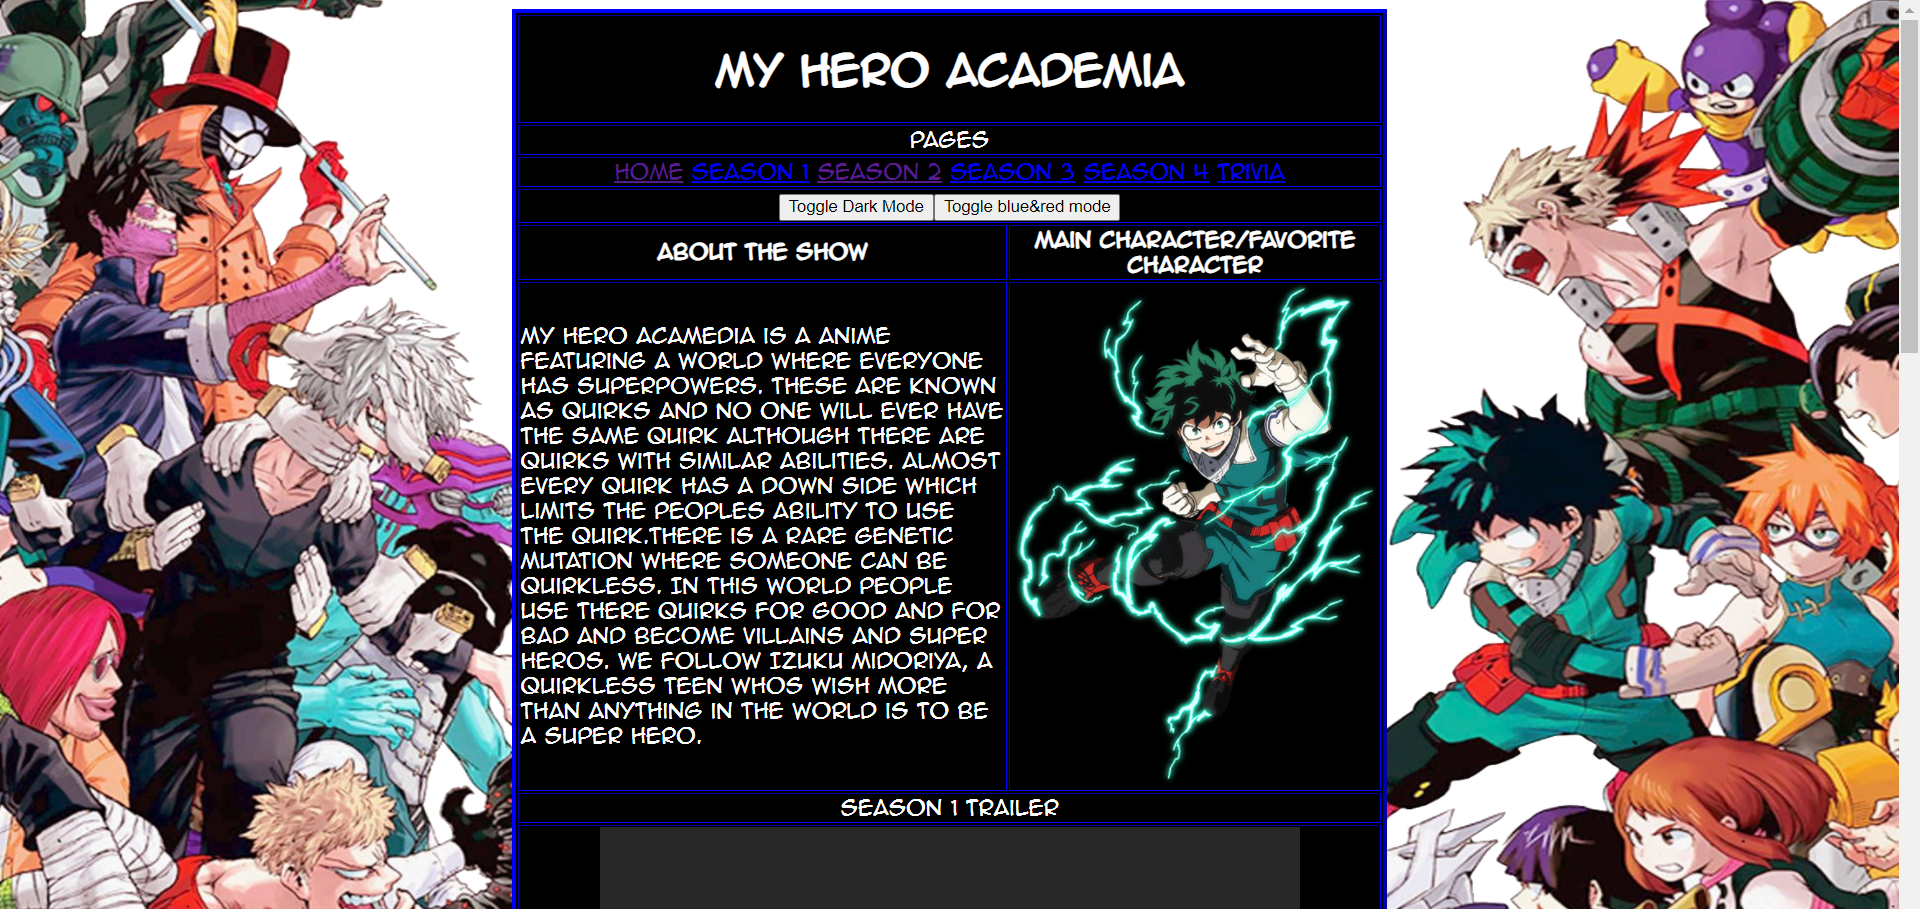 MY HERO ACADEMIA
PAGES
HOME SEASON 1 SEASON 2 SEASON 3 SEASON 4 TRIVIA
Toggle Dark Mode Toggle blue&red mode
ABOUT THE SHOW
MAIN CHARACTER/FAVORITE
CHARACTER
MY HERO ACAMEDIA IS A ANIME
FEATURING A WORLD WHERE EVERYONE
HAS SUPERPOWERS. THESE ARE KNOWN
AS QUIRKS AND NO ONE WILL EVER HAVE
THE SAME QUIRK ALTHOUGH THERE ARE
QUIRKS WITH SIMILAR ABILITIES. ALMOST
EVERY QUIRK HAS A DOWN SIDE WHICH
LIMITS THE PEOPLES ABILITY TO USE
THE QUIRK.THERE IS A RARE GENETIC
MUTATION WHERE SOMEONE CAN BE
QUIRKLESS. IN THIS WORLD PEOPLE
USE THERE QUIRKS FOR GOOD AND FOR
BAD AND BECOME VILLAINS AND SUPER
HEROS. WE FOLLOW IZUKU MIDORIYA, A
QUIRKLESS TEEN WHOS WISH MORE
THAN ANYTHING IN THE WORLD IS TO BE
A SUPER HERO.
SEASON 1 TRAILER